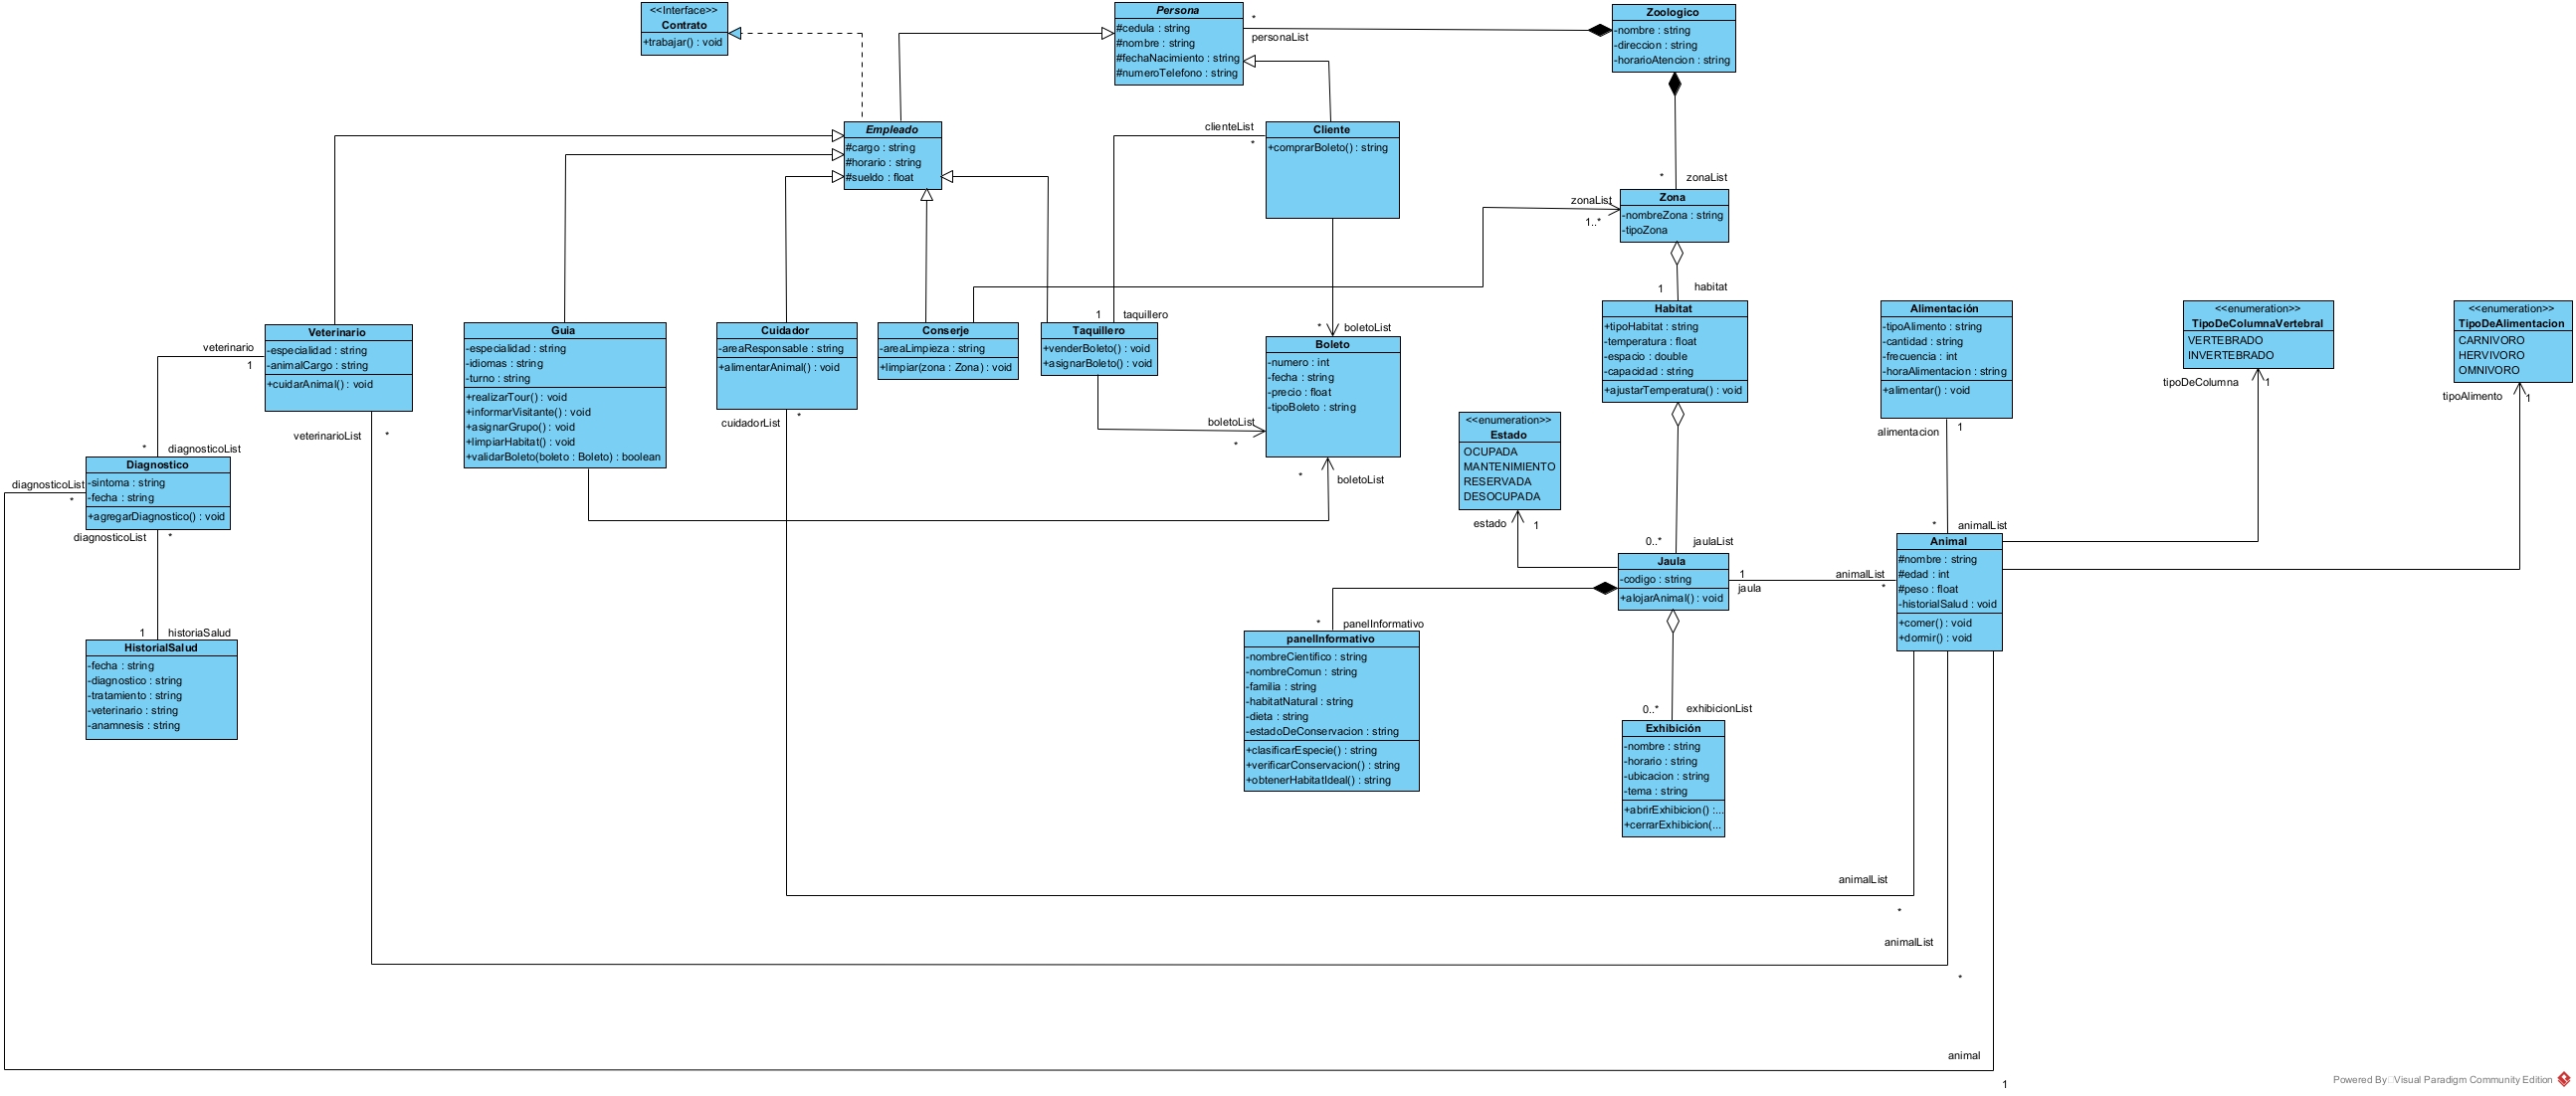 <<Interface>>
Contrato
+trabajar() : void
Persona
#cedula : string
#nombre : string
#fechaNacimiento : string
#numeroTelefono : string
*
personaList
Zoologico
-nombre : string
-direccion : string
-horarioAtencion : string
Empleado
#cargo : string
#horario : string
#sueldo : float
clienteList
*
Cliente
+comprarBoleto() : string
* zonaList
Zona
-nombreZona : string
-tipoZona
zonaList
1..*
1 habitat
Habitat
+tipoHabitat : string
-temperatura : float
-espacio : double
-capacidad : string
+ajustarTemperatura() : void
Alimentación
-tipoAlimento : string
-cantidad : string
-frecuencia : int
-horaAlimentacion : string
+alimentar() : void
alimentacion 1
<<enumeration>>
TipoDeColumnaVertebral
VERTEBRADO
INVERTEBRADO
tipoDeColumna 1
<<enumeration>>
TipoDeAlimentacion
CARNIVORO
HERVIVORO
OMNIVORO
tipoAlimento 1
Veterinario
-especialidad : string
-animalCargo : string
+cuidarAnimal() : void
veterinario
1
veterinarioList *
Guia
-especialidad : string
-idiomas : string
-turno : string
+realizarTour() : void
+informarVisitante() : void
+asignarGrupo() : void
+limpiarHabitat() : void
+validarBoleto(boleto : Boleto) : boolean
Cuidador
-areaResponsable : string
+alimentarAnimal() : void
cuidadorList *
Conserje
-areaLimpieza : string
+limpiar(zona : Zona) : void
1 taquillero
Taquillero
+venderBoleto() : void
+asignarBoleto() : void
* boletoList
Boleto
-numero : int
-fecha : string
-precio : float
-tipoBoleto : string
boletoList
*
* boletoList
<<enumeration>>
Estado
OCUPADA
MANTENIMIENTO
RESERVADA
DESOCUPADA
estado 1
* diagnosticoList
Diagnostico
-sintoma : string
-fecha : string
+agregarDiagnostico() : void
diagnosticoList
*
diagnosticoList *
1 historiaSalud
HistorialSalud
-fecha : string
-diagnostico : string
-tratamiento : string
-veterinario : string
-anamnesis : string
0..* jaulaList
Jaula
-codigo : string
+alojarAnimal() : void
1
jaula
animalList
*
* animalList
Animal
#nombre : string
#edad : int
#peso : float
-historialSalud : void
+comer() : void
+dormir() : void
* panelInformativo
panelInformativo
-nombreCientifico : string
-nombreComun : string
-familia : string
-habitatNatural : string
-dieta : string
-estadoDeConservacion : string
+clasificarEspecie() : string
+verificarConservacion() : string
+obtenerHabitatIdeal() : string
0..* exhibicionList
Exhibición
-nombre : string
-horario : string
-ubicacion : string
-tema : string
+abrirExhibicion() :...
+cerrarExhibicion(...
animalList
*
animalList
*
animal
1
Powered By Visual Paradigm Community Edition